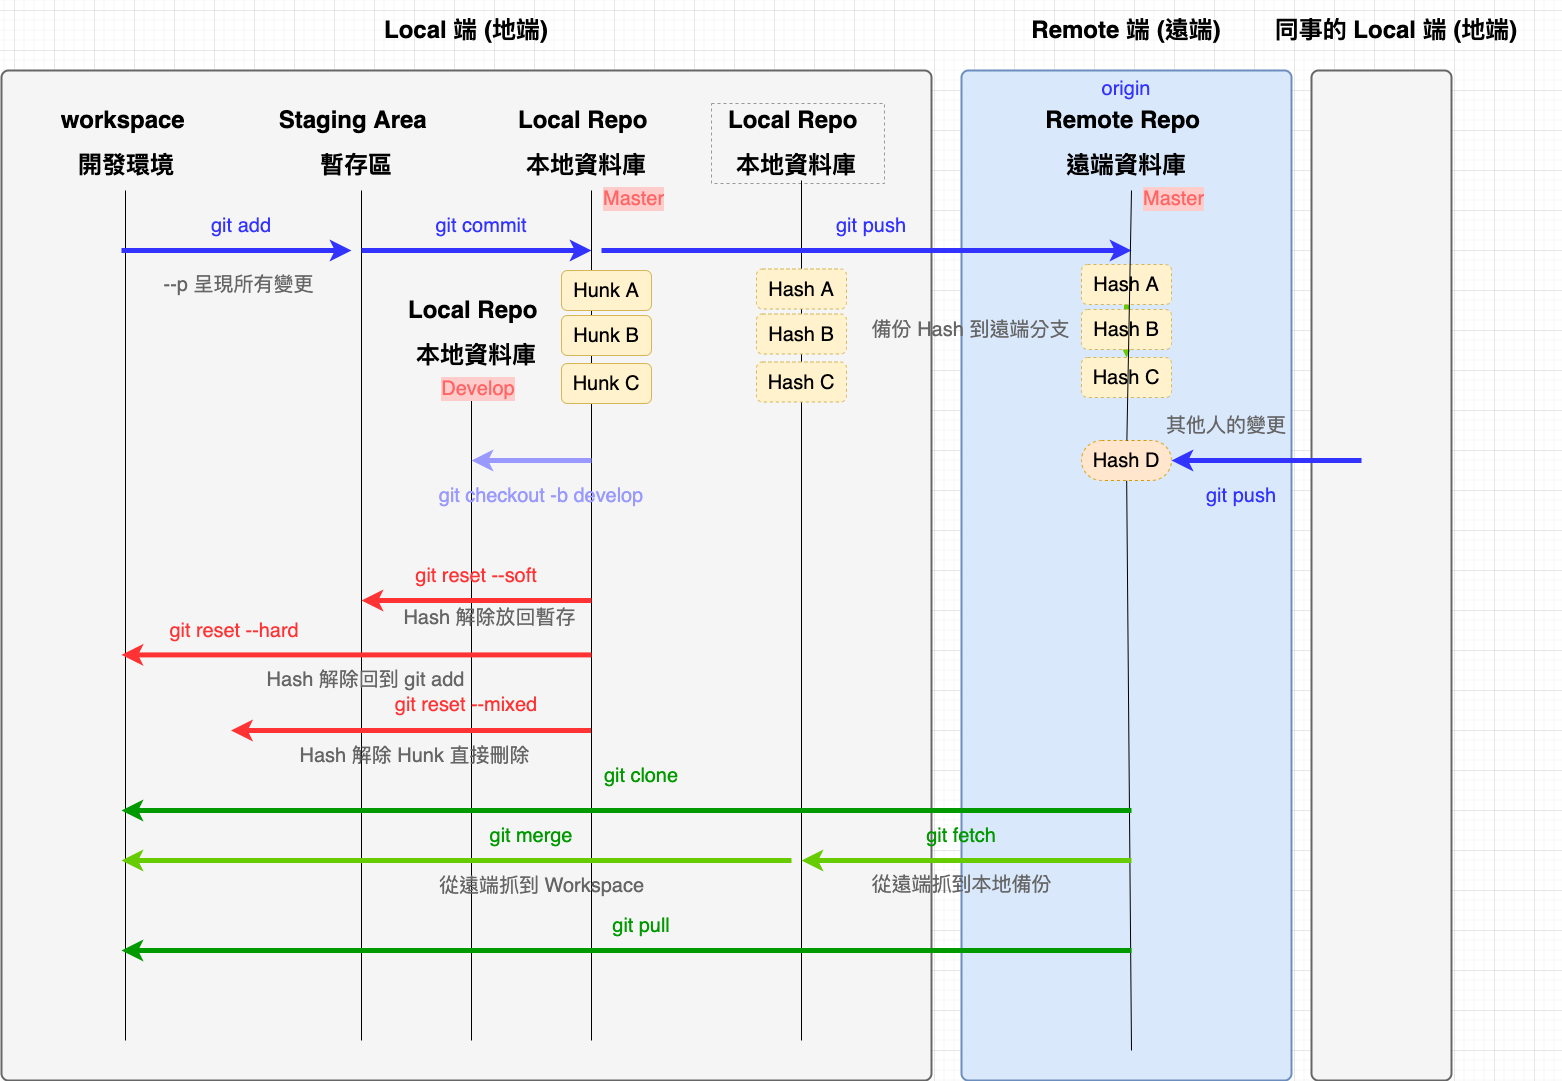 Local 端 (地端)
Remote 端 (遠端)
同事的 Local 端 (地端)
origin
workspace
開發環境
Staging Area
暫存區
Local Repo
本地資料庫
Master
Local Repo
本地資料庫
Remote Repo
遠端資料庫
Master
git add
git commit
git push
--p 呈現所有變更
Hunk A
Hunk B
Hunk C
Hash A
Hash B
Hash C
備份 Hash 到遠端分支
Hash A
Hash B
Hash C
Local Repo
本地資料庫
Develop
其他人的變更
Hash D
git push
git checkout -b develop
git reset --soft
Hash 解除放回暫存
git reset --hard
Hash 解除回到 git add
git reset --mixed
Hash 解除 Hunk 直接刪除
git clone
git merge
git fetch
從遠端抓到 Workspace
從遠端抓到本地備份
git pull